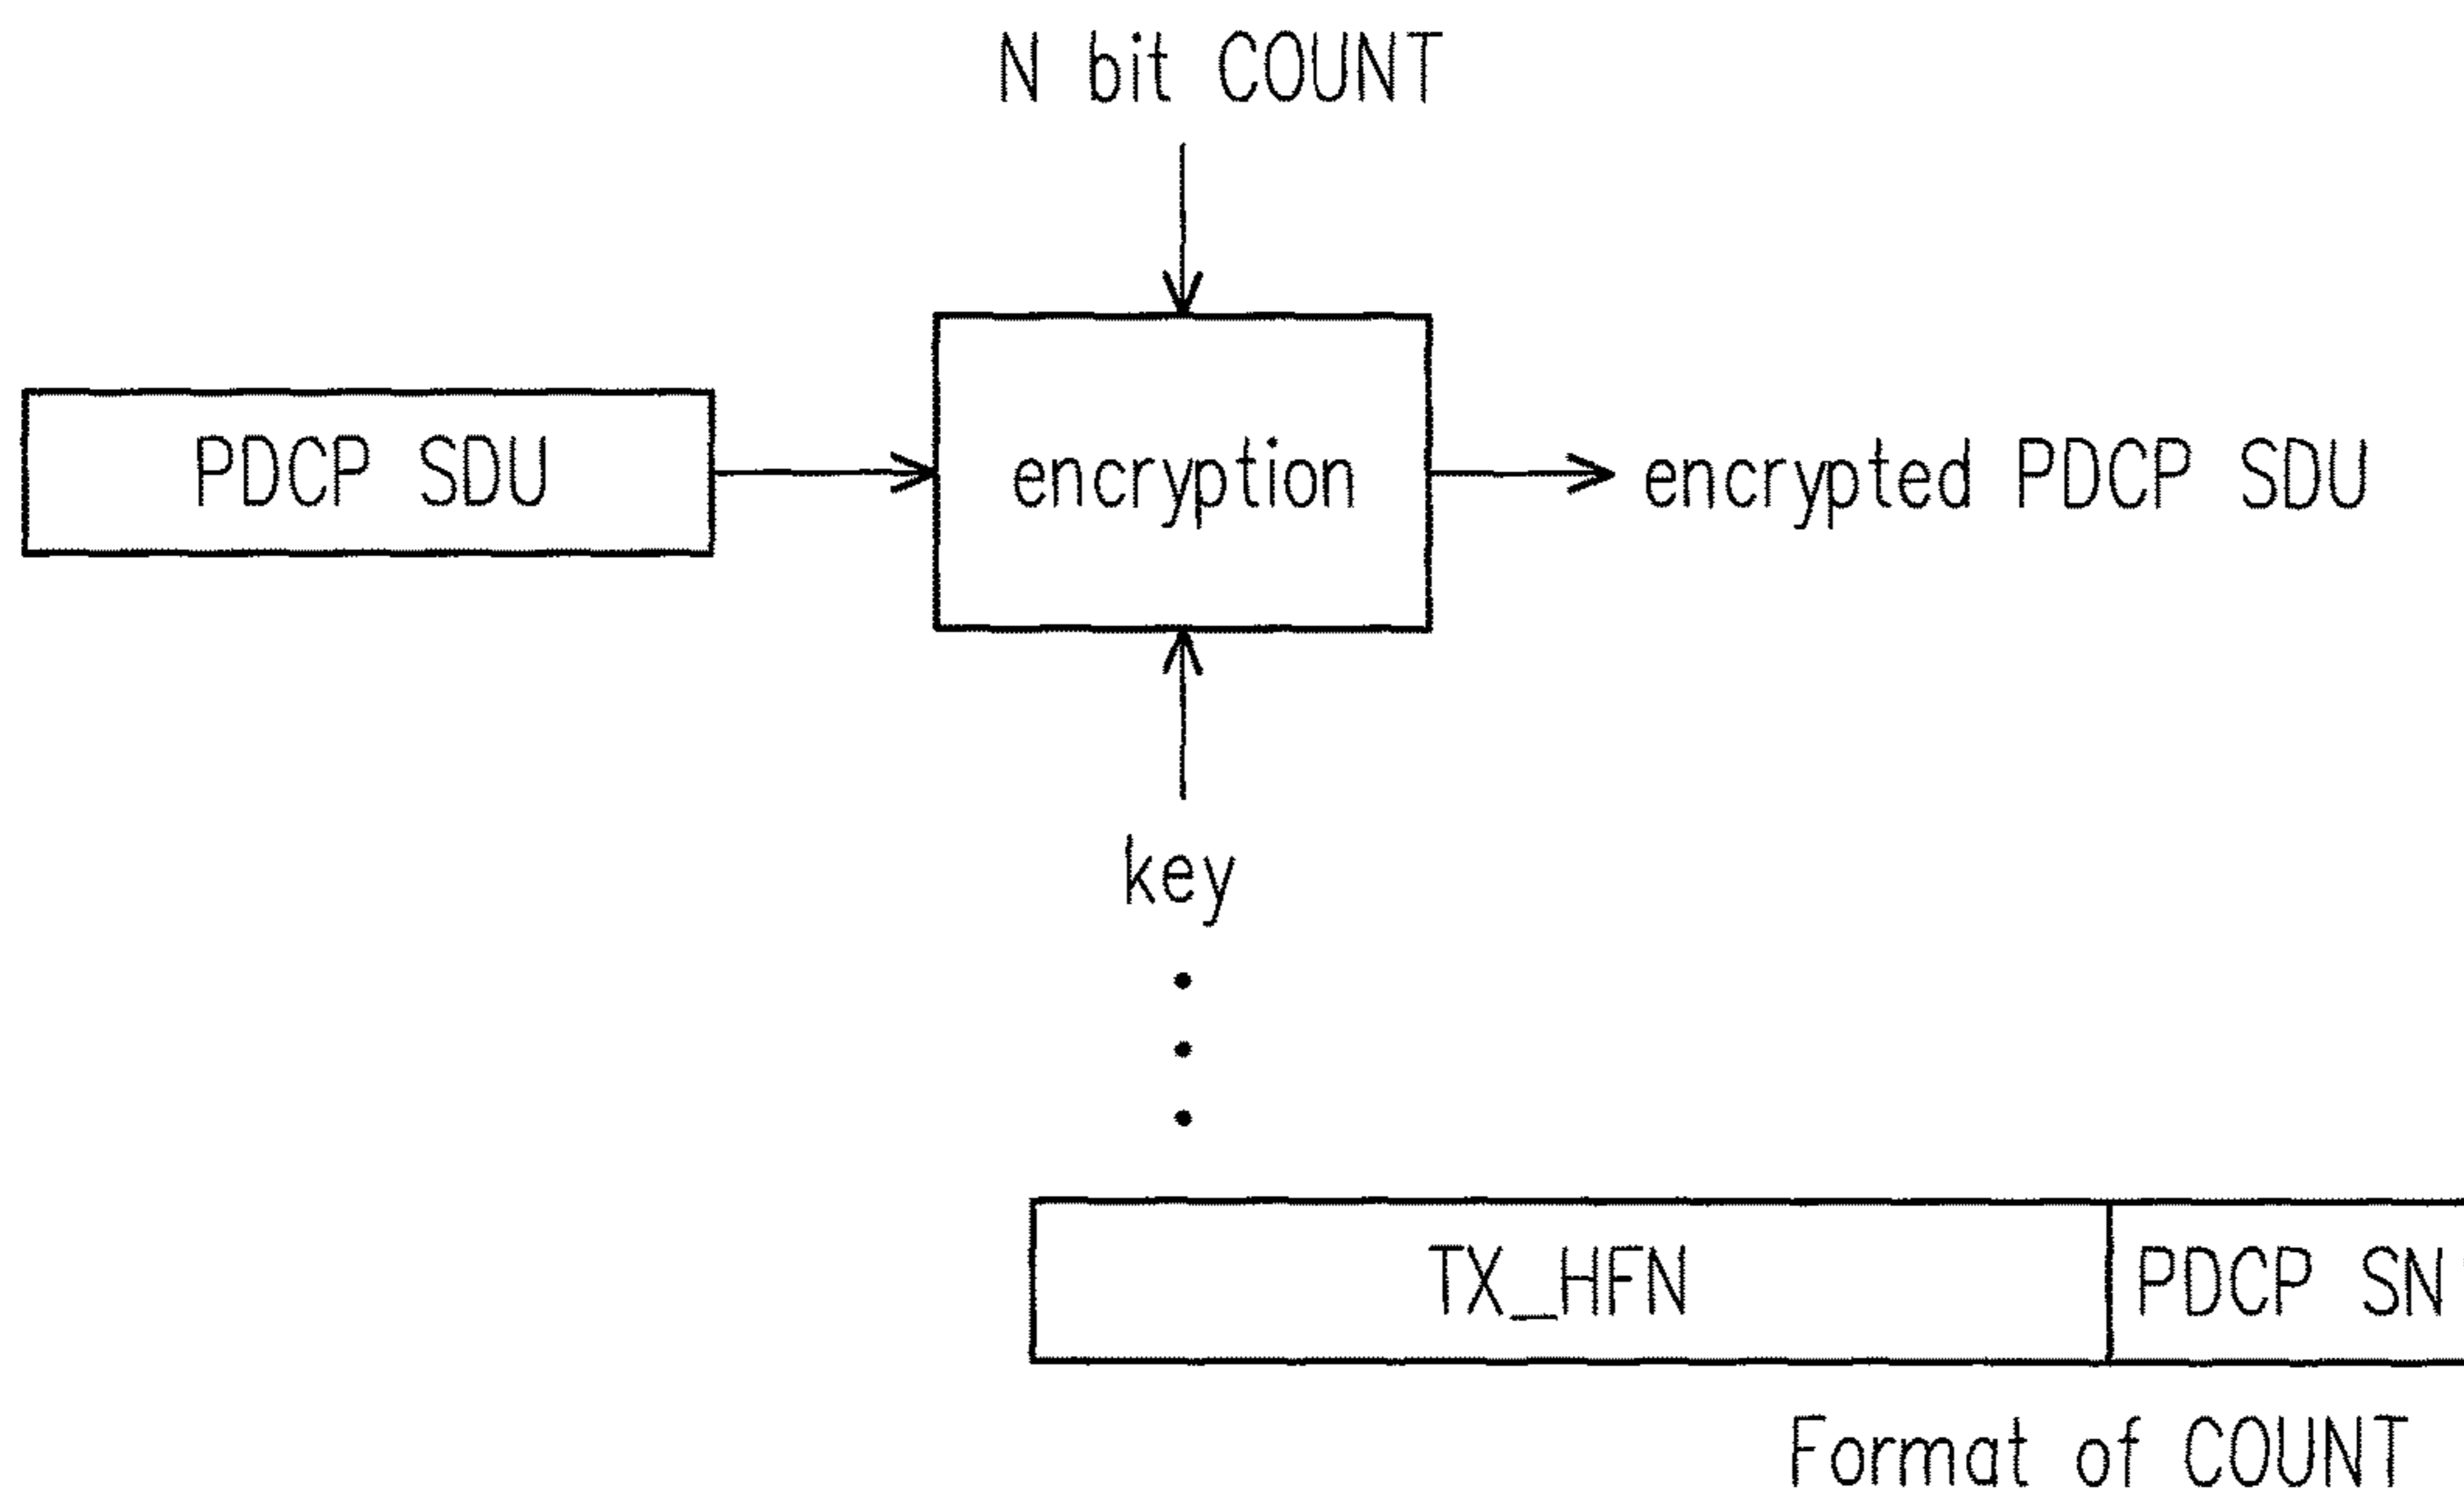 N bit COUNT
PDCP SDU
encryption
encrypted PDCP SDU
key
TX_HFN
PDCP SN
Format of COUNT